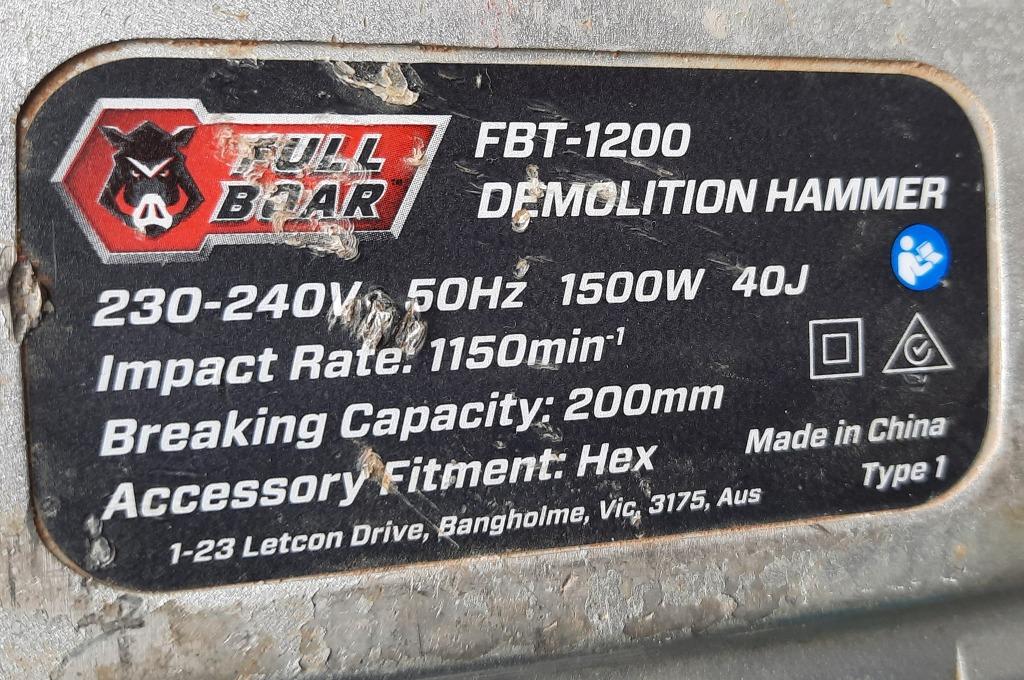 FULL
BOAR™
FBT-1200
DEMOLITION HAMMER
230-240V 50Hz 1500W 40J
Impact Rate: 1150min⁻¹
Breaking Capacity: 200mm
Accessory Fitment: Hex
Made in China
Type 1
1-23 Letcon Drive, Bangholme, Vic, 3175, Aus